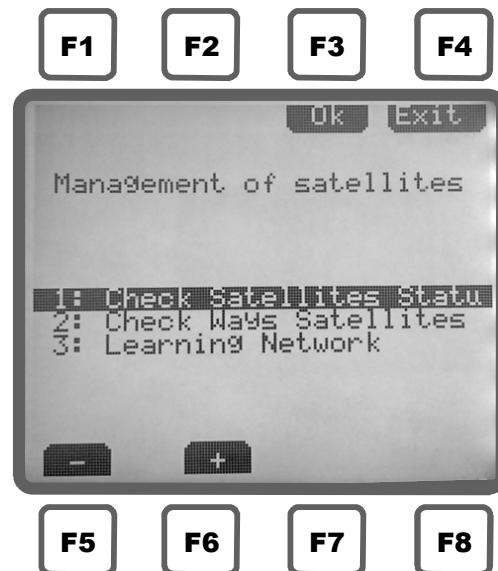 F1 F2 F3 F4
Ok Exit
Management of satellites
1: Check Satellites Statu
2: Check Ways Satellites
3: Learning Network
- +
F5 F6 F7 F8